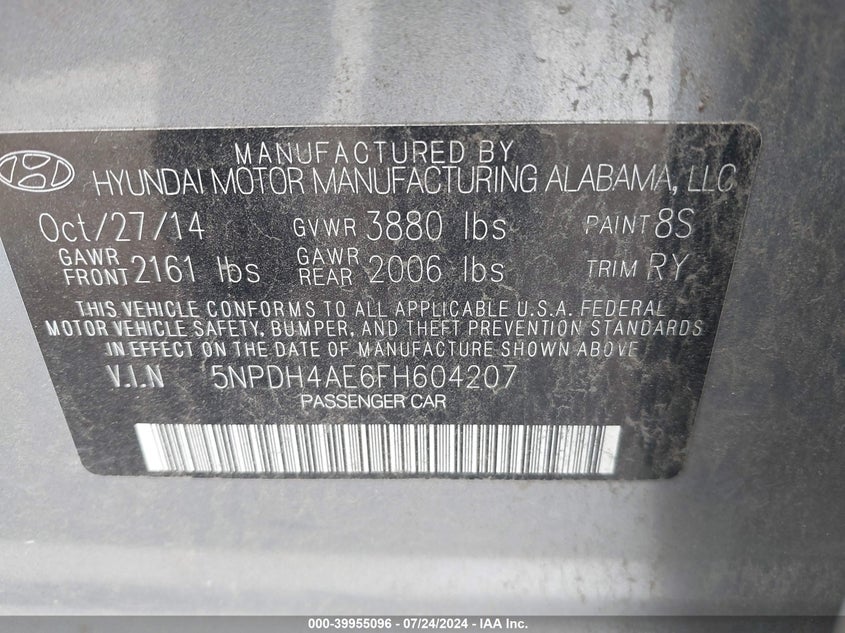 MANUFACTURED BY
HYUNDAI MOTOR MANUFACTURING ALABAMA, LLC
Oct/27/14 GVWR 3880 lbs PAINT 8S
GAWR FRONT 2161 lbs GAWR REAR 2006 lbs TRIM RY
THIS VEHICLE CONFORMS TO ALL APPLICABLE U.S.A. FEDERAL
MOTOR VEHICLE SAFETY, BUMPER, AND THEFT PREVENTION STANDARDS
IN EFFECT ON THE DATE OF MANUFACTURE SHOWN ABOVE.
V.I.N 5NPDH4AE6FH604207
PASSENGER CAR
000-39955096 - 07/24/2024 - IAA Inc.